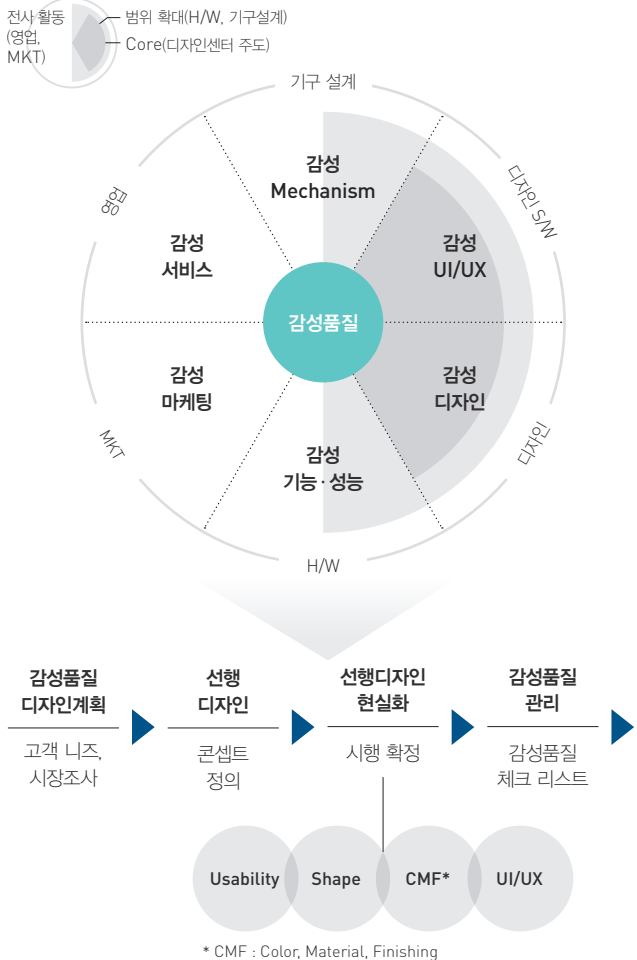 전사 활동
(영업,
MKT)
범위 확대(H/W, 기구설계)
Core(디자인센터 주도)
기구 설계
디자인 S/W
영업
감성
Mechanism
감성
서비스
감성
UI/UX
감성품질
감성
마케팅
감성
디자인
감성
기능 · 성능
MKT
디자인
H/W
감성품질
디자인계획
고객 니즈,
시장조사
선행
디자인
콘셉트
정의
선행디자인
현실화
시행 확정
감성품질
관리
감성품질
체크 리스트
Usability
Shape
CMF*
UI/UX
* CMF : Color, Material, Finishing